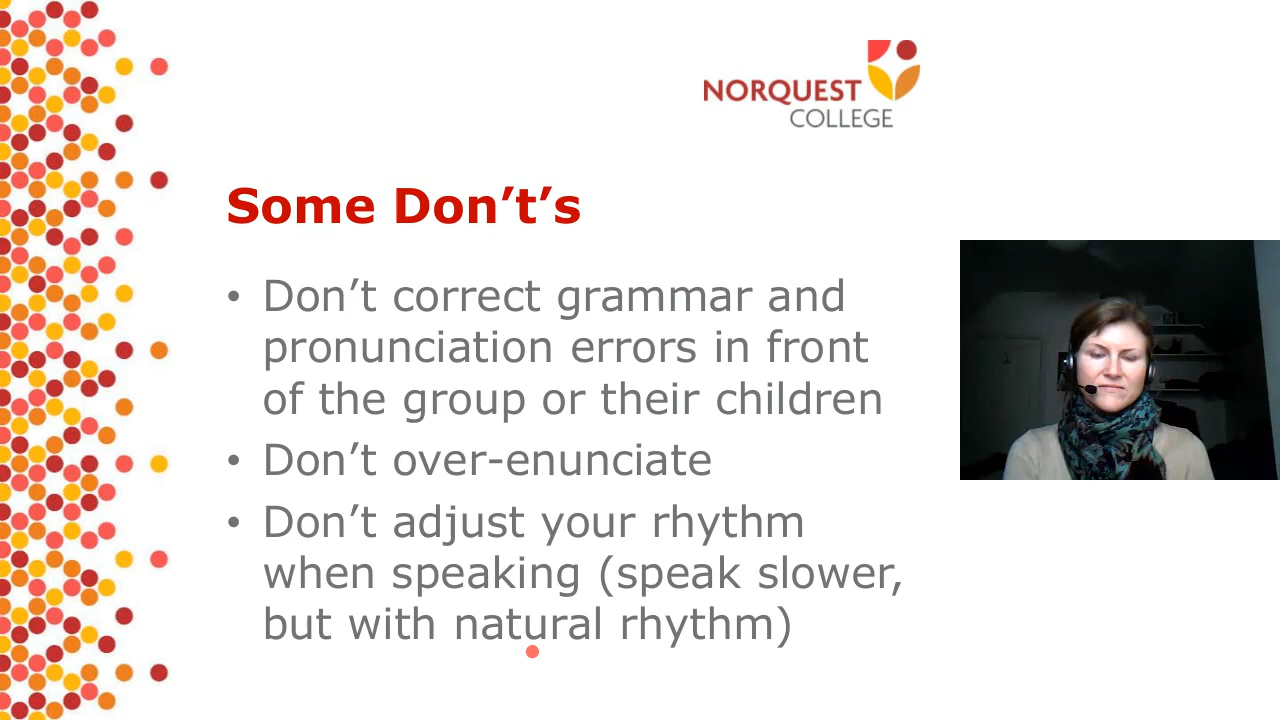 NORQUEST
COLLEGE
Some Don’t’s
• Don’t correct grammar and
pronunciation errors in front
of the group or their children
• Don’t over-enunciate
• Don’t adjust your rhythm
when speaking (speak slower,
but with natural rhythm)